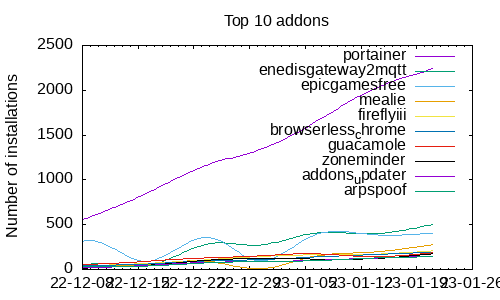 Top 10 addons
Number of installations
2500
2000
1500
1000
500
0
portainer
enedisgateway2mqtt
epicgamesfree
mealie
fireflyiii
browserless_chrome
guacamole
zoneminder
addons_updater
arpspoof
22-12-08
22-12-15
22-12-22
22-12-29
23-01-05
23-01-12
23-01-19
23-01-26